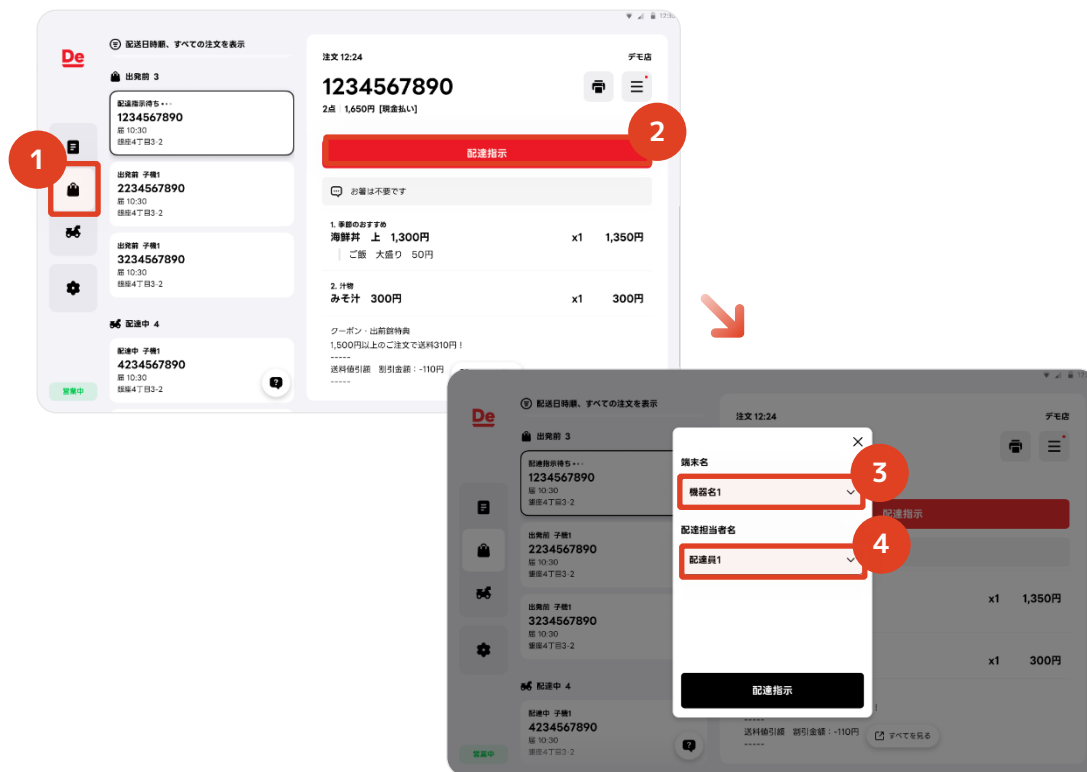 12:30
De
配送日時順、すべての注文を表示
出発前 3
配達指示待ち・・・
1234567890
届 10:30
銀座4丁目3-2
出発前 子機1
2234567890
届 10:30
銀座4丁目3-2
出発前 子機1
3234567890
届 10:30
銀座4丁目3-2
配達中 4
配達中 子機1
4234567890
届 10:30
銀座4丁目3-2
営業中
1
注文 12:24
デモ店
1234567890
2点 1,650円 [現金払い]
2
配達指示
お箸は不要です
1. 季節のおすすめ
海鮮丼 上 1,300円 x1 1,350円
ご飯 大盛り 50円
2. 汁物
みそ汁 300円 x1 300円
クーポン・出前館特典
1,500円以上のご注文で送料310円！
-----
送料値引額 割引金額：-110円
-----
De
配送日時順、すべての注文を表示
出発前 3
配達指示待ち・・・
1234567890
届 10:30
銀座4丁目3-2
出発前 子機1
2234567890
届 10:30
銀座4丁目3-2
出発前 子機1
3234567890
届 10:30
銀座4丁目3-2
配達中 4
配達中 子機1
4234567890
届 10:30
銀座4丁目3-2
営業中
注文 12:24
デモ店
配達指示
x1 1,350円
x1 300円
！
-----
送料値引額 割引金額：-110円
-----
すべてを見る
端末名
機器名1
3
配達担当者名
配達員1
4
配達指示